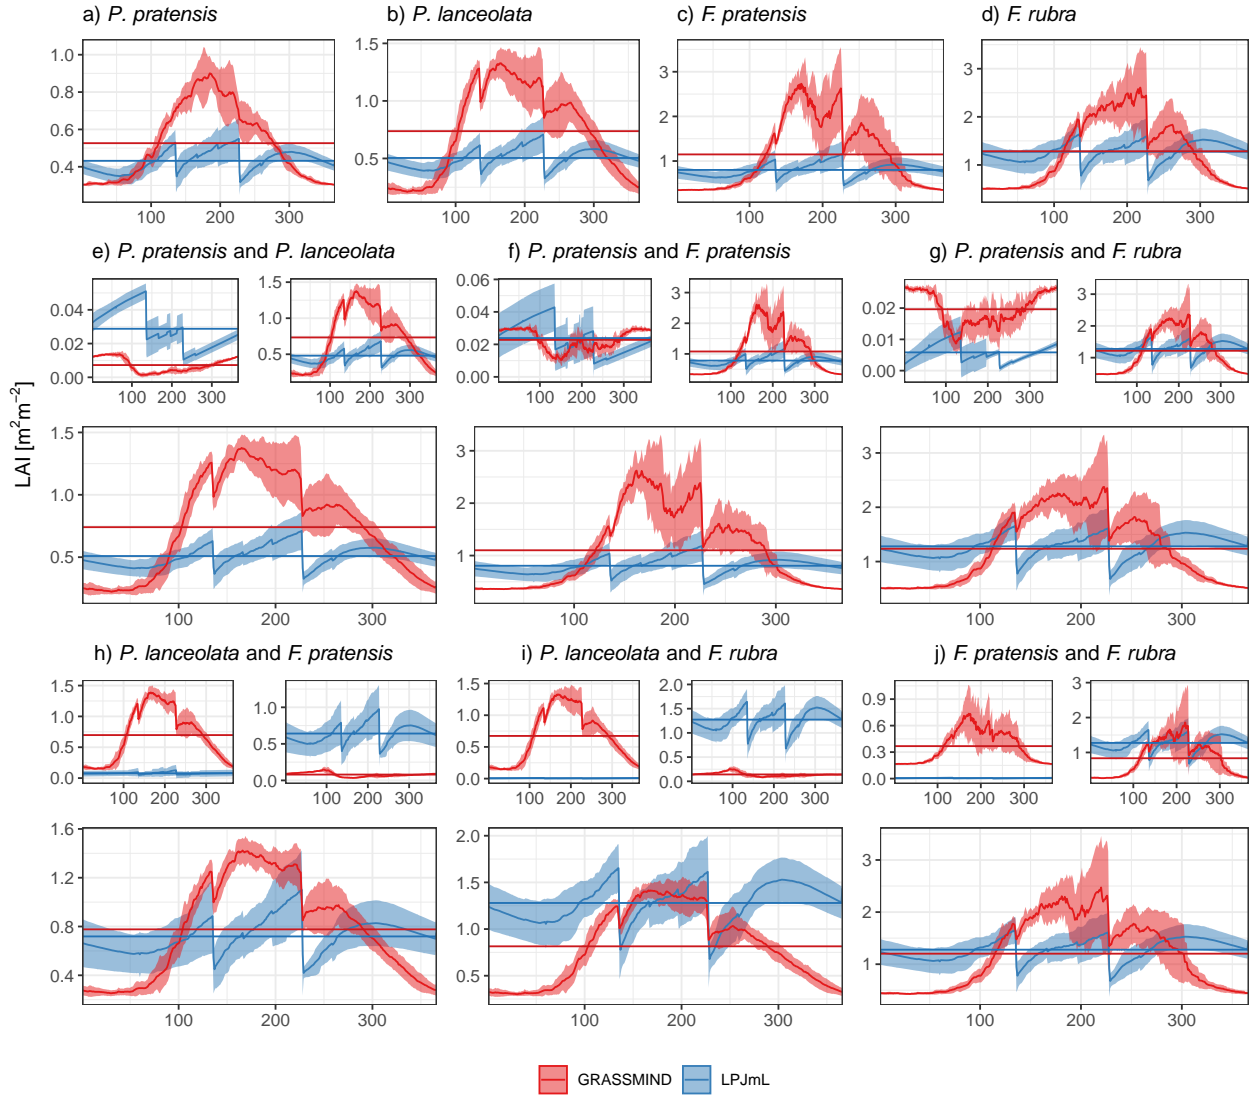 a) P. pratensis
b) P. lanceolata
c) F. pratensis
d) F. rubra
1.0
0.8
0.6
0.4
100 200 300
1.5
1.0
0.5
100 200 300
3
2
1
100 200 300
3
2
1
100 200 300
e) P. pratensis and P. lanceolata
f) P. pratensis and F. pratensis
g) P. pratensis and F. rubra
0.04
0.02
0.00
100 200 300
1.5
1.0
0.5
100 200 300
0.06
0.04
0.02
0.00
100 200 300
3
2
1
100 200 300
0.02
0.01
0.00
100 200 300
3
2
1
100 200 300
LAI [m²m⁻²]
1.5
1.0
0.5
100 200 300
3
2
1
100 200 300
3
2
1
100 200 300
h) P. lanceolata and F. pratensis
i) P. lanceolata and F. rubra
j) F. pratensis and F. rubra
1.5
1.0
0.5
0.0
100 200 300
1.0
0.5
0.0
100 200 300
1.5
1.0
0.5
0.0
100 200 300
2.0
1.5
1.0
0.5
0.0
100 200 300
0.9
0.6
0.3
0.0
100 200 300
3
2
1
100 200 300
1.6
1.2
0.8
0.4
100 200 300
2.0
1.5
1.0
0.5
100 200 300
3
2
1
100 200 300
GRASSMIND
LPJmL